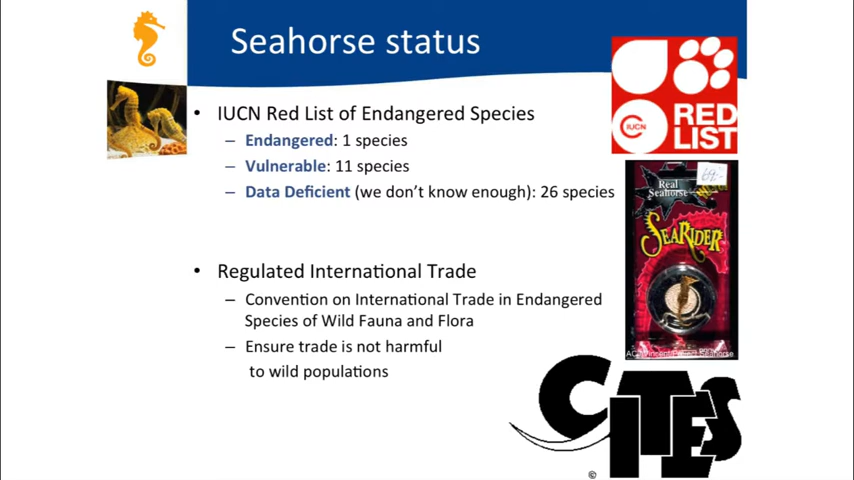 Seahorse status
• IUCN Red List of Endangered Species
– Endangered: 1 species
– Vulnerable: 11 species
– Data Deficient (we don't know enough): 26 species
• Regulated International Trade
– Convention on International Trade in Endangered
Species of Wild Fauna and Flora
– Ensure trade is not harmful
to wild populations
IUCN
RED
LIST
69:-
Real
Seahorse
SEARIDER
CITES
©